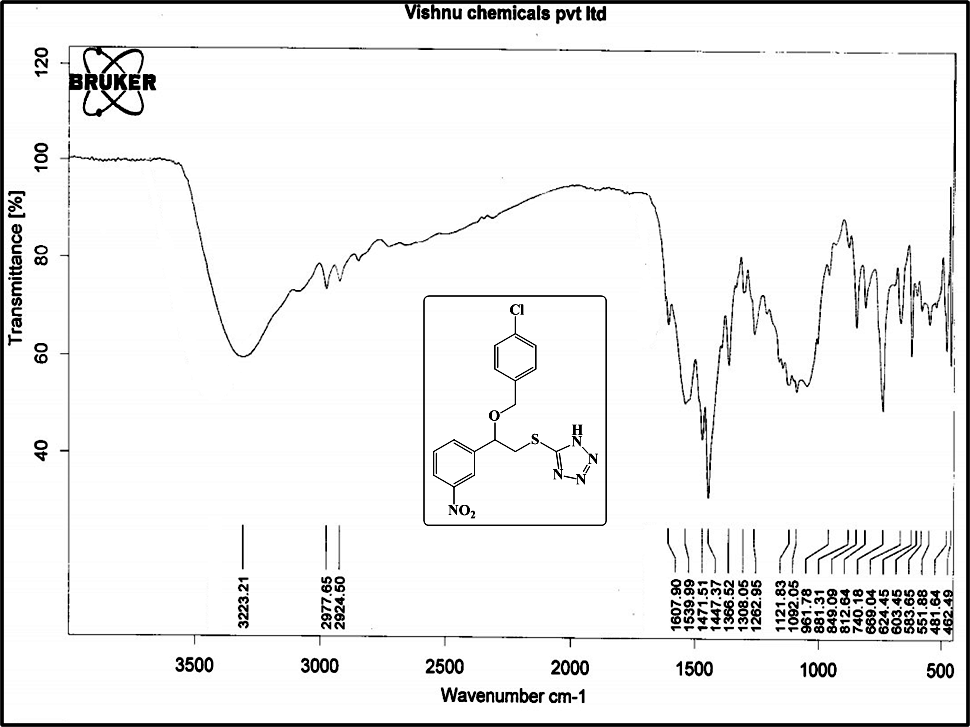 Vishnu chemicals pvt ltd
BRUKER
Transmittance [%]
120
100
80
60
40
Cl
O
S
H
N
N
N
N
NO2
3223.21
2977.65
2924.50
1607.90
1539.99
1471.51
1447.37
1366.52
1308.05
1262.95
1121.83
1092.05
961.78
881.31
849.09
812.64
740.18
669.04
624.45
603.45
583.65
551.88
481.64
462.49
3500
3000
2500
2000
1500
1000
500
Wavenumber cm-1